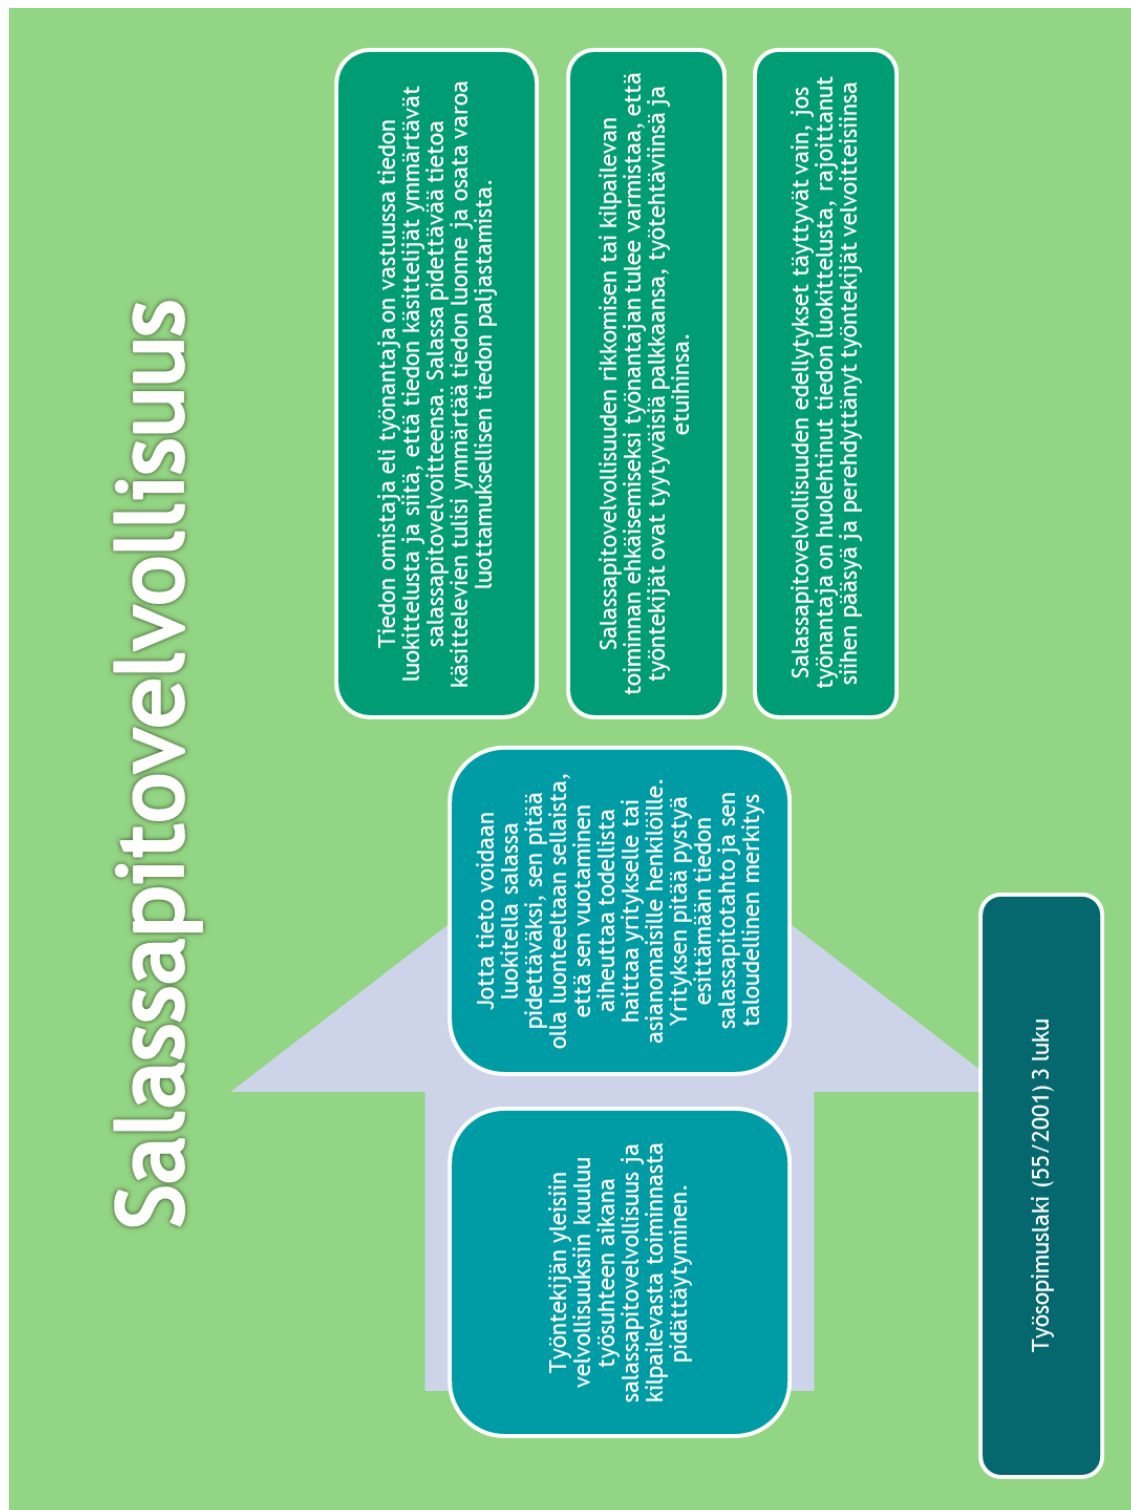 Salassapitovelvollisuus
Työntekijän yleisiin
velvollisuuksiin kuuluu
työsuhteen aikana
salassapitovelvollisuus ja
kilpailevasta toiminnasta
pidättäytyminen.
Jotta tieto voidaan
luokitella salassa
pidettäväksi, sen pitää
olla luonteeltaan sellaista,
että sen vuotaminen
aiheuttaa todellista
haittaa yritykselle tai
asianomaisille henkilöille.
Yrityksen pitää pystyä
esittämään tiedon
salassapitotahto ja sen
taloudellinen merkitys
Tiedon omistaja eli työnantaja on vastuussa tiedon
luokittelusta ja siitä, että tiedon käsittelijät ymmärtävät
salassapitovelvoitteensa. Salassa pidettävää tietoa
käsittelevien tulisi ymmärtää tiedon luonne ja osata varoa
luottamuksellisen tiedon paljastamista.
Salassapitovelvollisuuden rikkomisen tai kilpailevan
toiminnan ehkäisemiseksi työnantajan tulee varmistaa, että
työntekijät ovat tyytyväisiä palkkaansa, työtehtäviinsä ja
etuihinsa.
Salassapitovelvollisuuden edellytykset täyttyvät vain, jos
työnantaja on huolehtinut tiedon luokittelusta, rajoittanut
siihen pääsyä ja perehdyttänyt työntekijät velvoitteisiinsa
Työsopimuslaki (55/2001) 3 luku